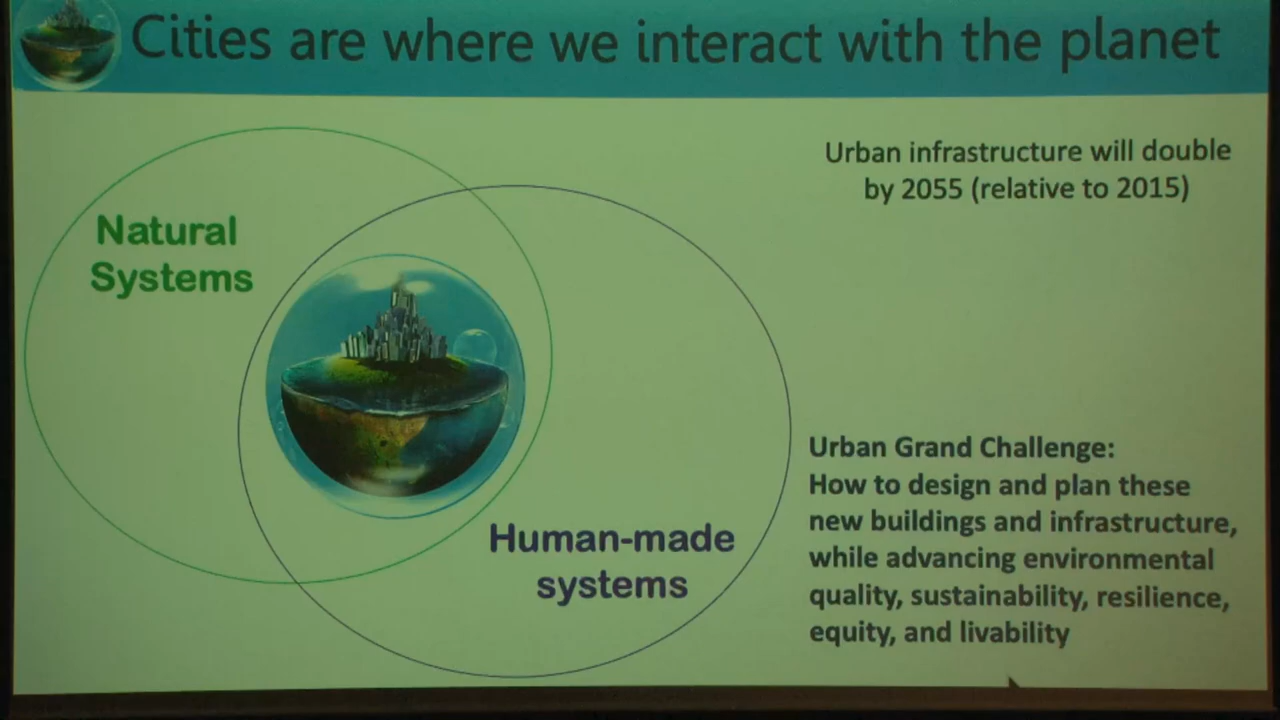 Cities are where we interact with the planet
Natural
Systems
Human-made
systems
Urban infrastructure will double
by 2055 (relative to 2015)
Urban Grand Challenge:
How to design and plan these
new buildings and infrastructure,
while advancing environmental
quality, sustainability, resilience,
equity, and livability